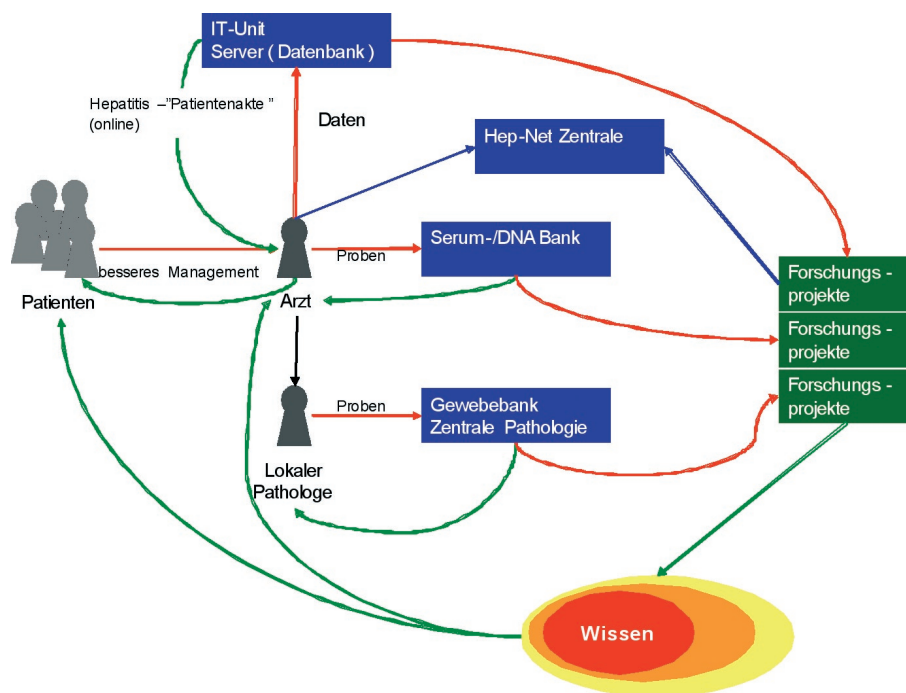 IT-Unit
Server ( Datenbank )
Hepatitis –"Patientenakte "
(online)
Daten
Hep-Net Zentrale
Serum-/DNA Bank
Proben
besseres Management
Patienten
Arzt
Forschungs -
projekte
Forschungs -
projekte
Forschungs -
projekte
Proben
Gewebebank
Zentrale Pathologie
Lokaler
Pathologe
Wissen